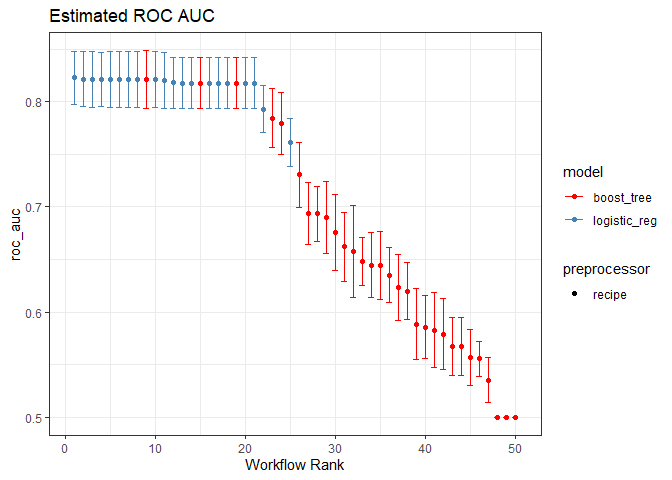 Estimated ROC AUC
roc_auc
0.8
0.7
0.6
0.5
0 10 20 30 40 50
Workflow Rank
model
boost_tree
logistic_reg
preprocessor
recipe